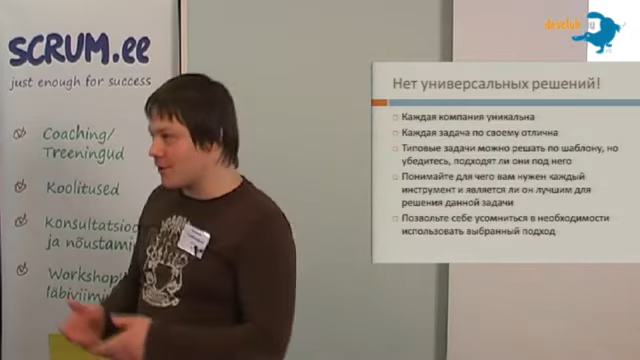 SCRUM.ee
just enough for success
Coaching/
Treeningud
Koolitused
ja nõustami
Workshop
läbiviimi
devclub
Нет универсальных решений!
Каждая компания уникальна
Каждая задача по своему отлична
Типовые задачи можно решать по шаблону, но
убедитесь, подходят ли они под него
Понимайте для чего вам нужен каждый
инструмент и является ли он лучшим для
решения данной задачи
Позвольте себе усомниться в необходимости
использовать выбранный подход